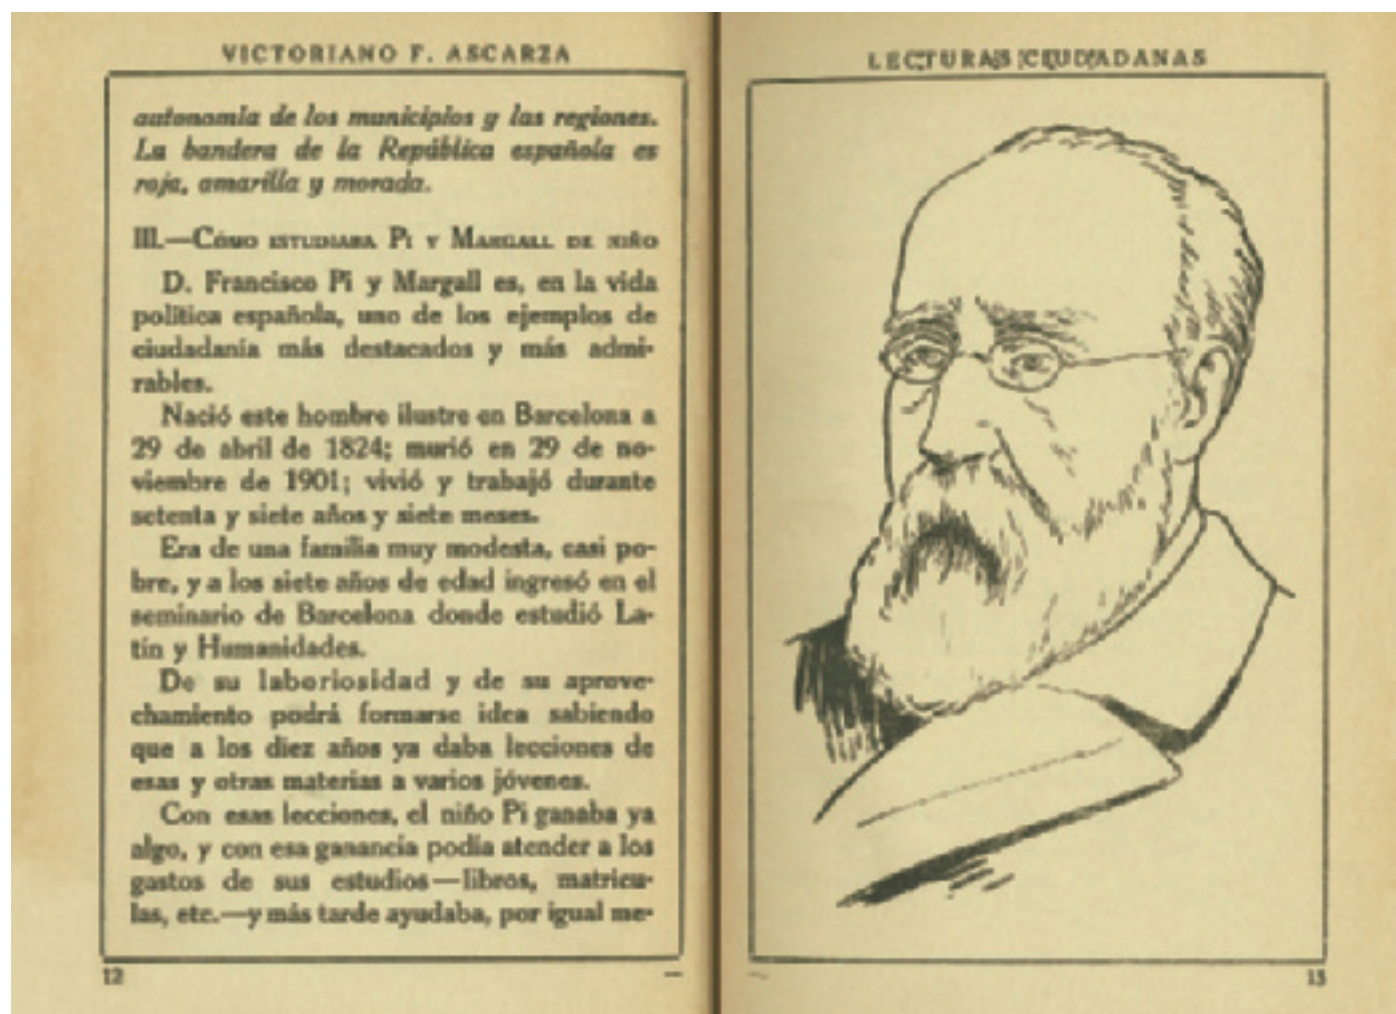 VICTORIANO F. ASCARZA
autonomía de los municipios y las regiones.
La bandera de la República española es
roja, amarilla y morada.
III.—CÓMO ESTUDIABA PI Y MARGALL DE NIÑO
D. Francisco Pi y Margall es, en la vida
política española, uno de los ejemplos de
ciudadanía más destacados y más admi-
rables.
Nació este hombre ilustre en Barcelona a
29 de abril de 1824; murió en 29 de no-
viembre de 1901; vivió y trabajó durante
setenta y siete años y siete meses.
Era de una familia muy modesta, casi po-
bre, y a los siete años de edad ingresó en el
seminario de Barcelona donde estudió La-
tín y Humanidades.
De su laboriosidad y de su aprove-
chamiento podrá formarse idea sabiendo
que a los diez años ya daba lecciones de
esas y otras materias a varios jóvenes.
Con esas lecciones, el niño Pi ganaba ya
algo, y con esa ganancia podía atender a los
gastos de sus estudios—libros, matrícu-
las, etc.—y más tarde ayudaba, por igual me-
12
LECTURAS CIUDADANAS
13